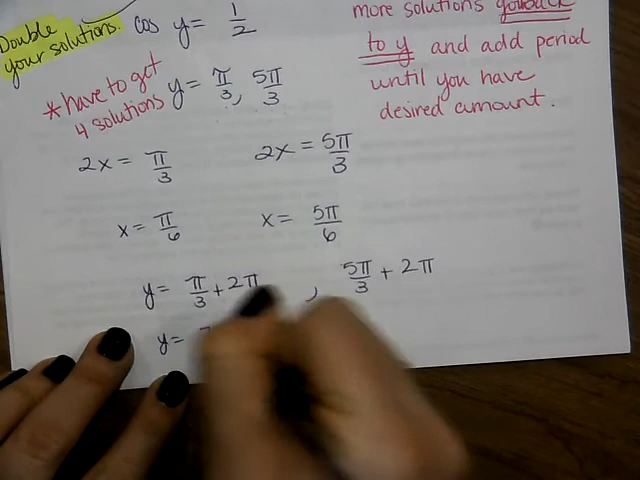 Double
your solutions.
cos y = 1/2
*have to get
4 solutions
y = π/3, 5π/3
more solutions go back
to y and add period
until you have
desired amount.
2x = π/3
2x = 5π/3
x = π/6
x = 5π/6
y = π/3 + 2π , 5π/3 + 2π
y =